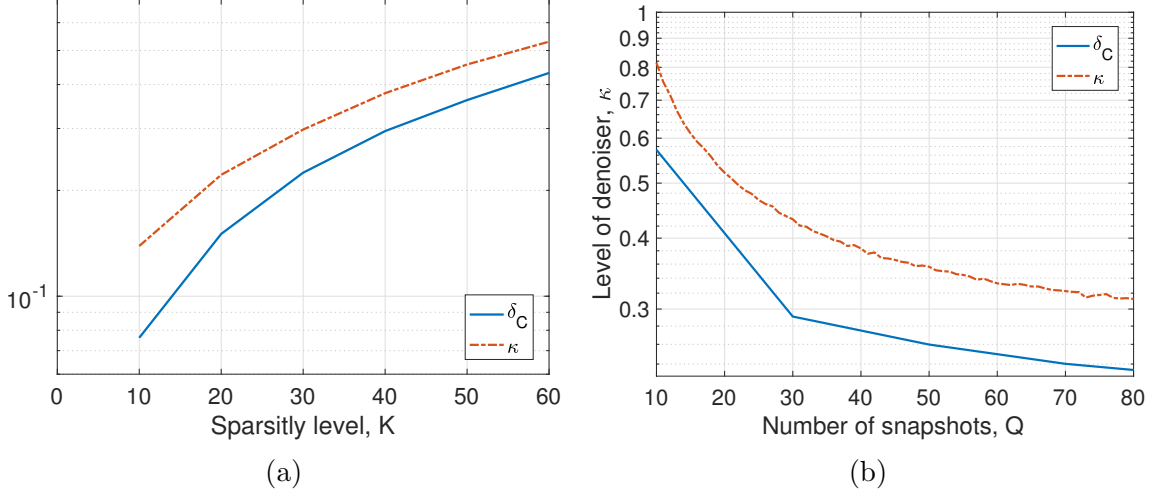 10^-1
0 10 20 30 40 50 60
Sparsitly level, K
δ_C
κ
(a)
1
0.9
0.8
0.7
0.6
0.5
0.4
0.3
Level of denoiser, κ
10 20 30 40 50 60 70 80
Number of snapshots, Q
δ_C
κ
(b)